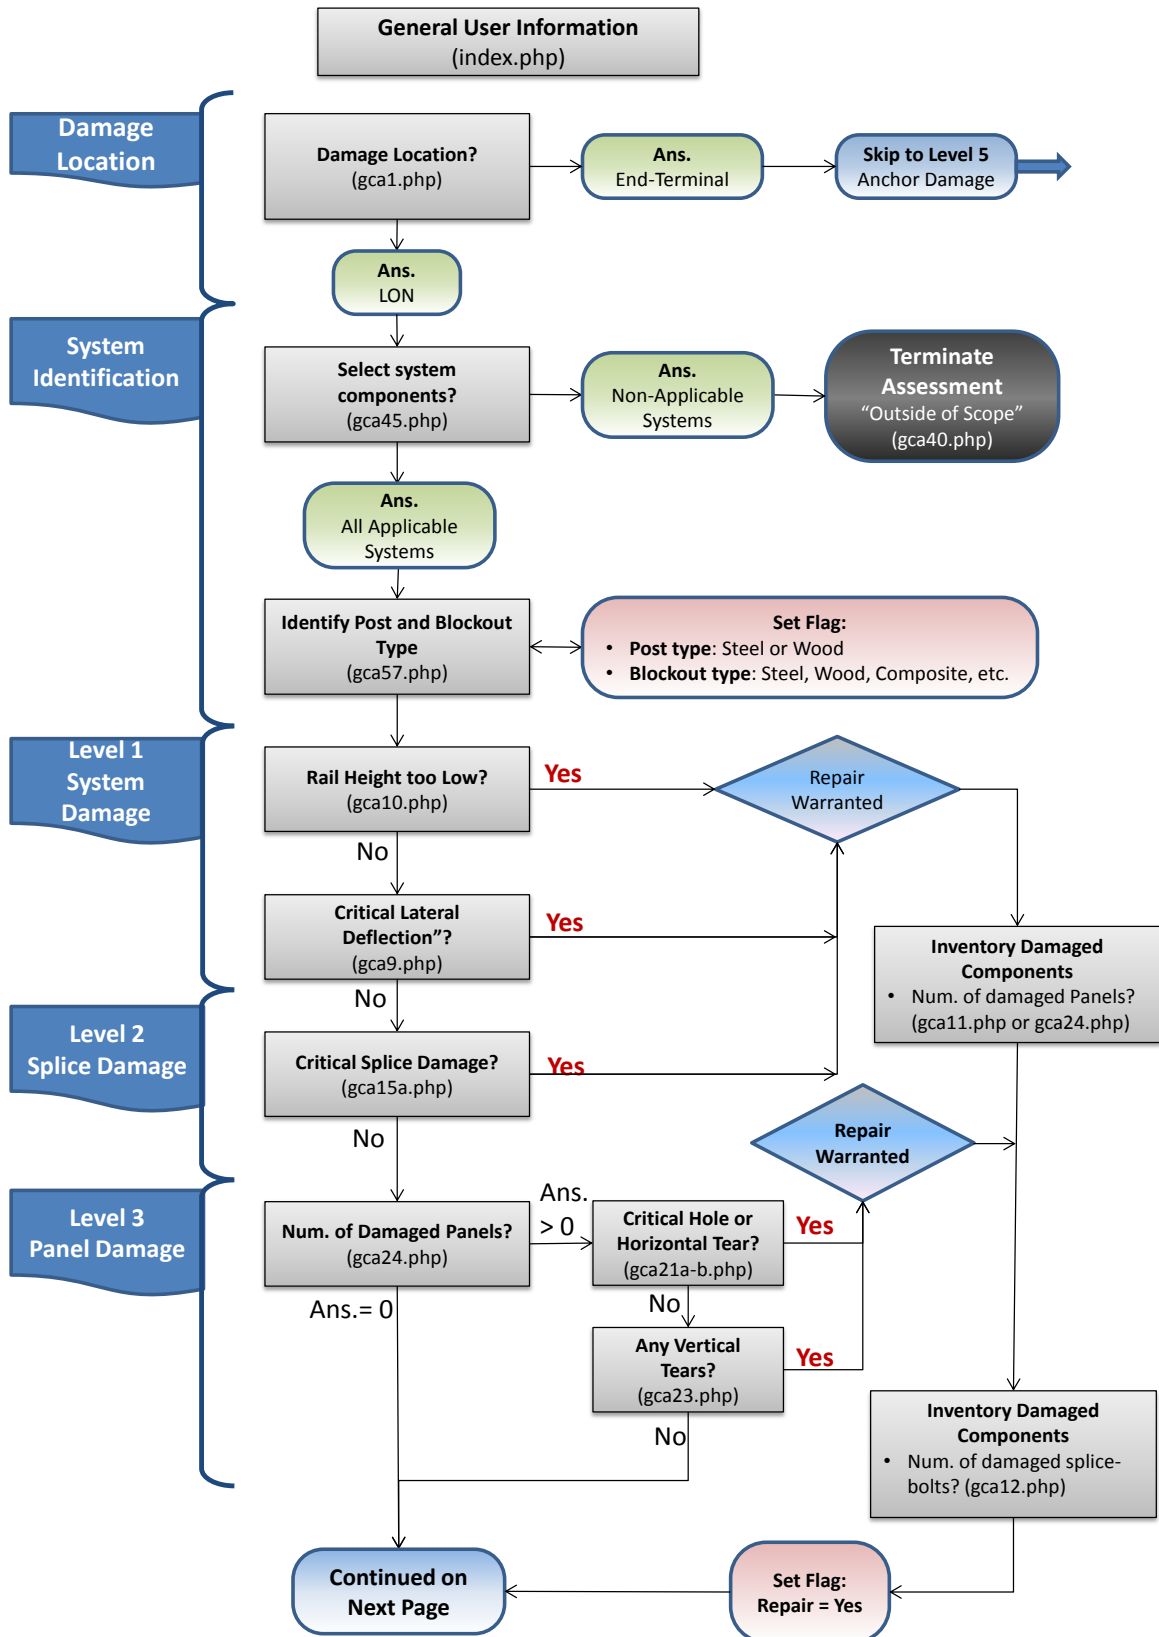 General User Information
(index.php)
Damage
Location
Damage Location?
(gca1.php)
Ans.
End-Terminal
Skip to Level 5
Anchor Damage
Ans.
LON
System
Identification
Select system
components?
(gca45.php)
Ans.
Non-Applicable
Systems
Terminate
Assessment
“Outside of Scope”
(gca40.php)
Ans.
All Applicable
Systems
Identify Post and Blockout
Type
(gca57.php)
Set Flag:
• Post type: Steel or Wood
• Blockout type: Steel, Wood, Composite, etc.
Level 1
System
Damage
Rail Height too Low?
(gca10.php)
Yes
Repair
Warranted
No
Critical Lateral
Deflection”?
(gca9.php)
Yes
Inventory Damaged
Components
• Num. of damaged Panels?
(gca11.php or gca24.php)
No
Level 2
Splice Damage
Critical Splice Damage?
(gca15a.php)
Yes
No
Repair
Warranted
Level 3
Panel Damage
Num. of Damaged Panels?
(gca24.php)
Ans.
> 0
Critical Hole or
Horizontal Tear?
(gca21a-b.php)
Yes
Ans.= 0
No
Any Vertical
Tears?
(gca23.php)
Yes
No
Inventory Damaged
Components
• Num. of damaged splice-
bolts? (gca12.php)
Continued on
Next Page
Set Flag:
Repair = Yes